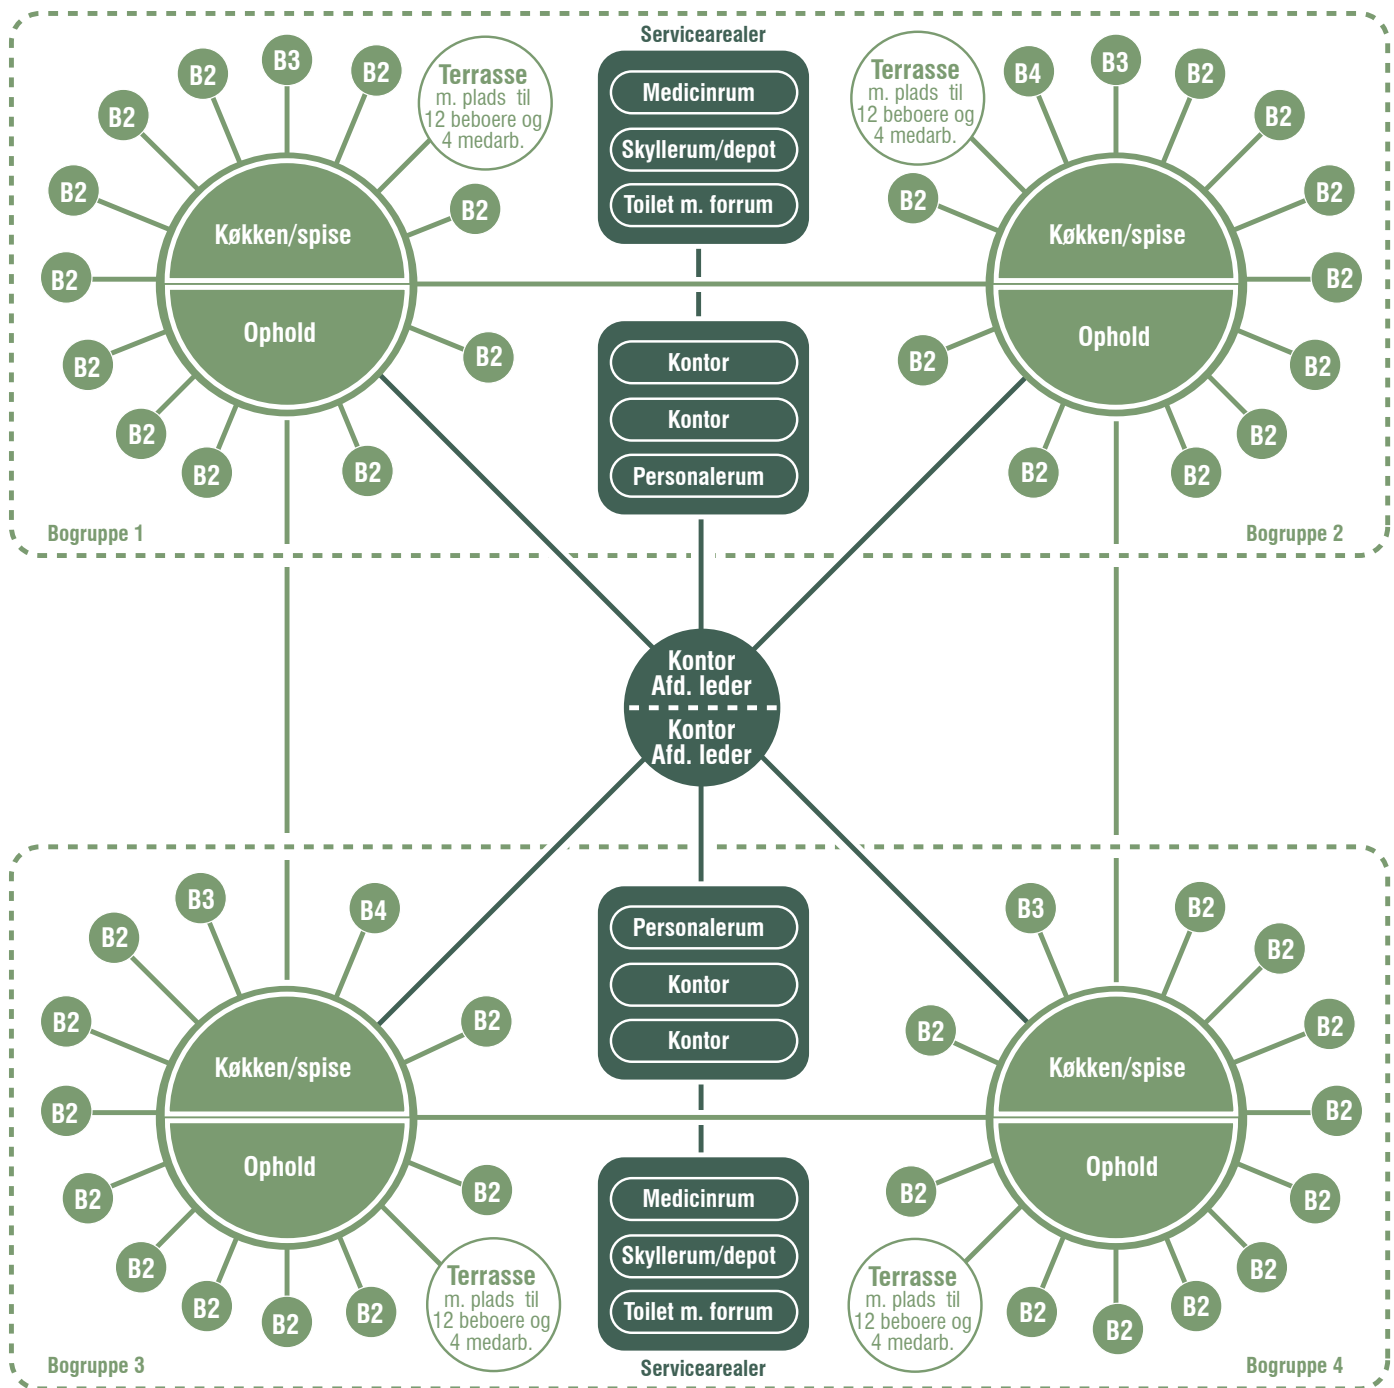 Servicearealer
B2
B3
B2
B2
B2
B2
B2
B2
B2
B2
B2
B2
Terrasse
m. plads til
12 beboere og
4 medarb.
Køkken/spise
Ophold
Bogruppe 1
Medicinrum
Skyllerum/depot
Toilet m. forrum
Kontor
Kontor
Personalerum
Terrasse
m. plads til
12 beboere og
4 medarb.
B4
B3
B2
B2
B2
B2
B2
B2
B2
B2
B2
B2
Køkken/spise
Ophold
Bogruppe 2
Kontor
Afd. leder
Kontor
Afd. leder
B3
B4
B2
B2
B2
B2
B2
B2
B2
B2
B2
B2
Køkken/spise
Ophold
Terrasse
m. plads til
12 beboere og
4 medarb.
Bogruppe 3
Personalerum
Kontor
Kontor
Medicinrum
Skyllerum/depot
Toilet m. forrum
Servicearealer
B3
B2
B2
B2
B2
B2
B2
B2
B2
B2
B2
B2
Køkken/spise
Ophold
Terrasse
m. plads til
12 beboere og
4 medarb.
Bogruppe 4